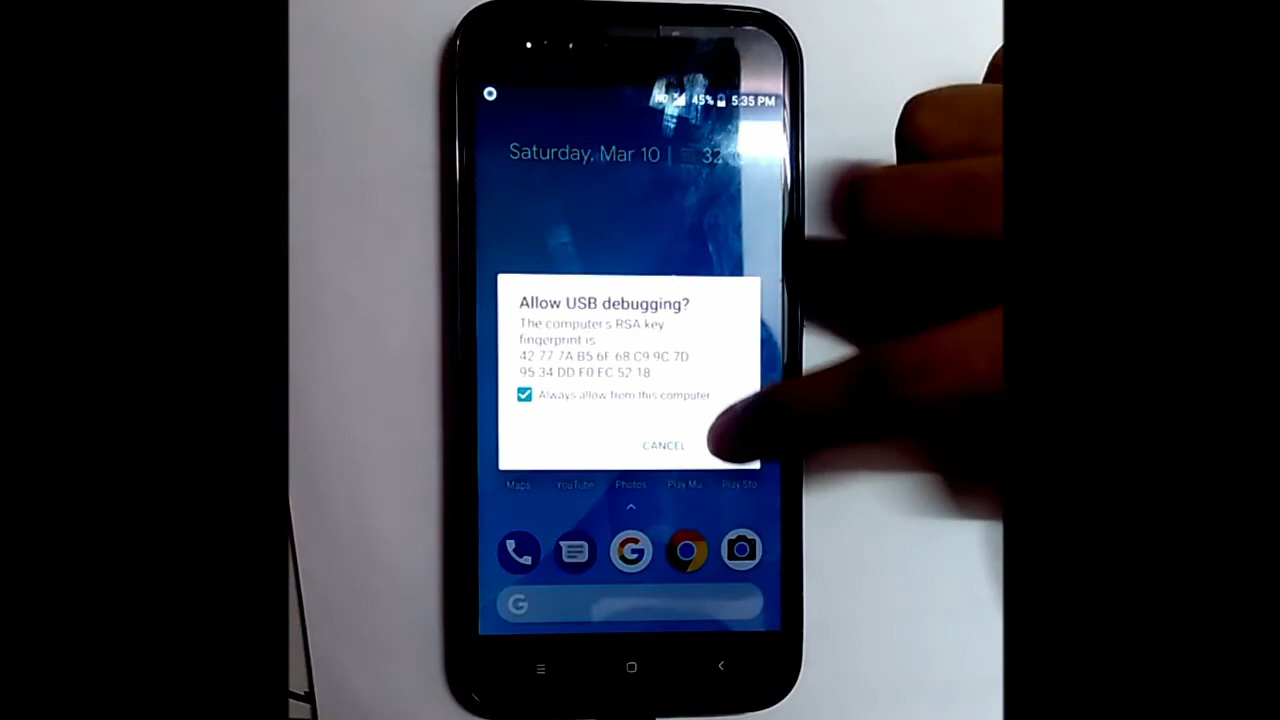 HD 45% 5:35 PM
Saturday, Mar 10 | 32
Allow USB debugging?
The computer's RSA key
fingerprint is
42 77 7A B5 6F 68 C9 9C 7D
95 34 DD F0 EC 52 18
Always allow from this computer
CANCEL
Maps YouTube Photos Play Mu Play Sto
G
G